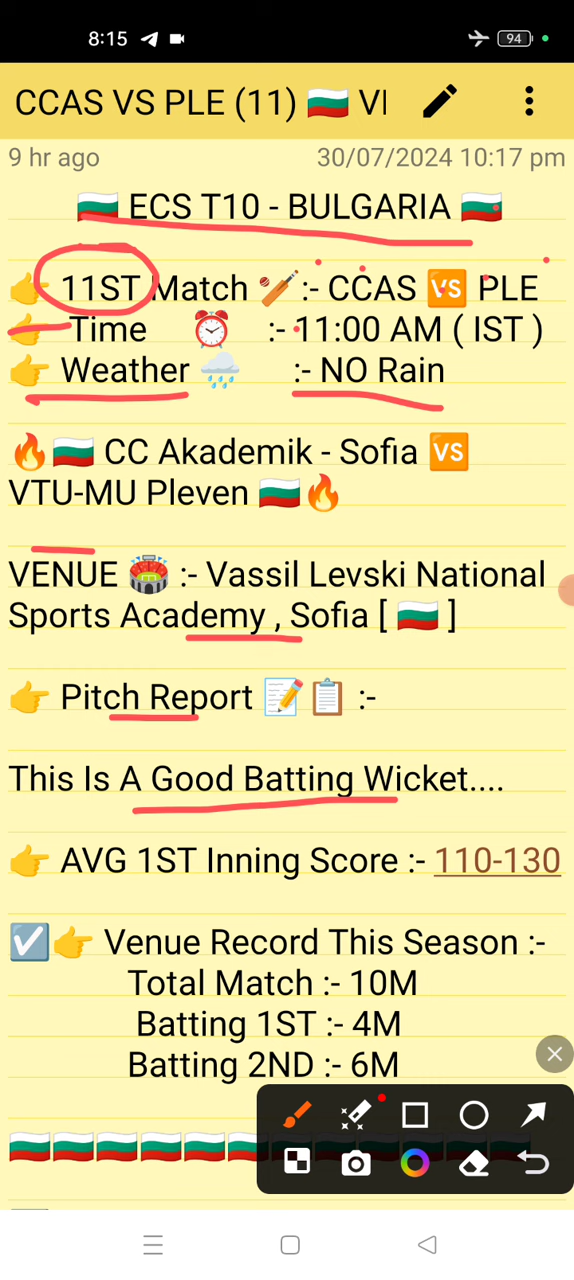 8:15 94
CCAS VS PLE (11) 🇧🇬
9 hr ago 30/07/2024 10:17 pm
🇧🇬 ECS T10 - BULGARIA 🇧🇬
👉 11ST Match 🏏 :- CCAS 🆚 PLE
👉 Time ⏰ :- 11:00 AM ( IST )
👉 Weather 🌧️ :- NO Rain
🔥🇧🇬 CC Akademik - Sofia 🆚
VTU-MU Pleven 🇧🇬🔥
VENUE 🏟️ :- Vassil Levski National
Sports Academy , Sofia [ 🇧🇬 ]
👉 Pitch Report 📝📋 :-
This Is A Good Batting Wicket....
👉 AVG 1ST Inning Score :- 110-130
☑️👉 Venue Record This Season :-
Total Match :- 10M
Batting 1ST :- 4M
Batting 2ND :- 6M